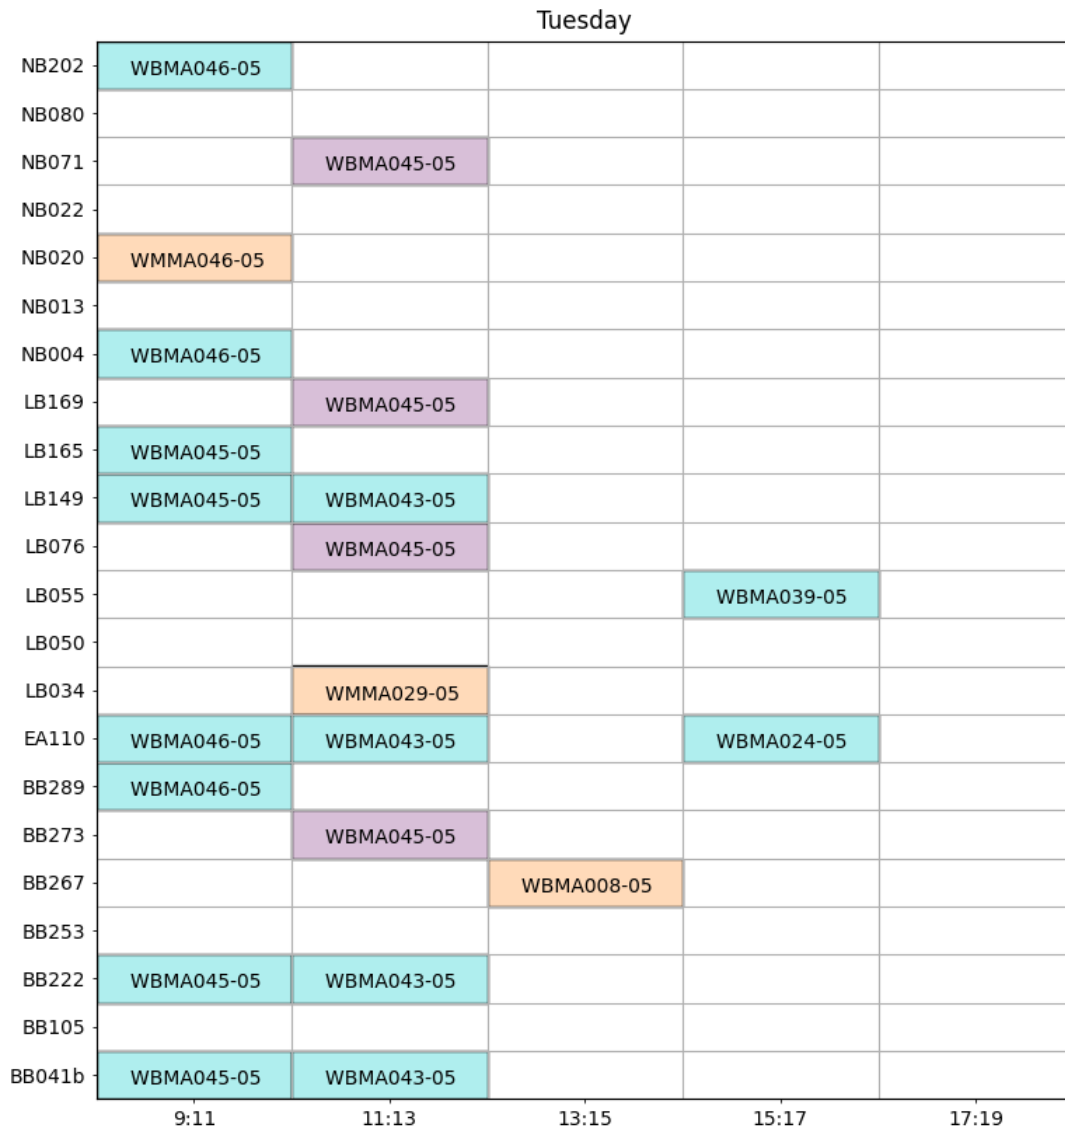 Tuesday
NB202 WBMA046-05
NB080
NB071 WBMA045-05
NB022
NB020 WMMA046-05
NB013
NB004 WBMA046-05
LB169 WBMA045-05
LB165 WBMA045-05
LB149 WBMA045-05 WBMA043-05
LB076 WBMA045-05
LB055 WBMA039-05
LB050
LB034 WMMA029-05
EA110 WBMA046-05 WBMA043-05 WBMA024-05
BB289 WBMA046-05
BB273 WBMA045-05
BB267 WBMA008-05
BB253
BB222 WBMA045-05 WBMA043-05
BB105
BB041b WBMA045-05 WBMA043-05
9:11 11:13 13:15 15:17 17:19